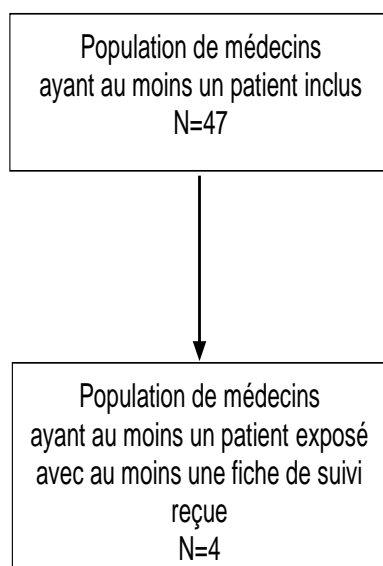 Population de médecins
ayant au moins un patient inclus
N=47
Population de médecins
ayant au moins un patient exposé
avec au moins une fiche de suivi
reçue
N=4